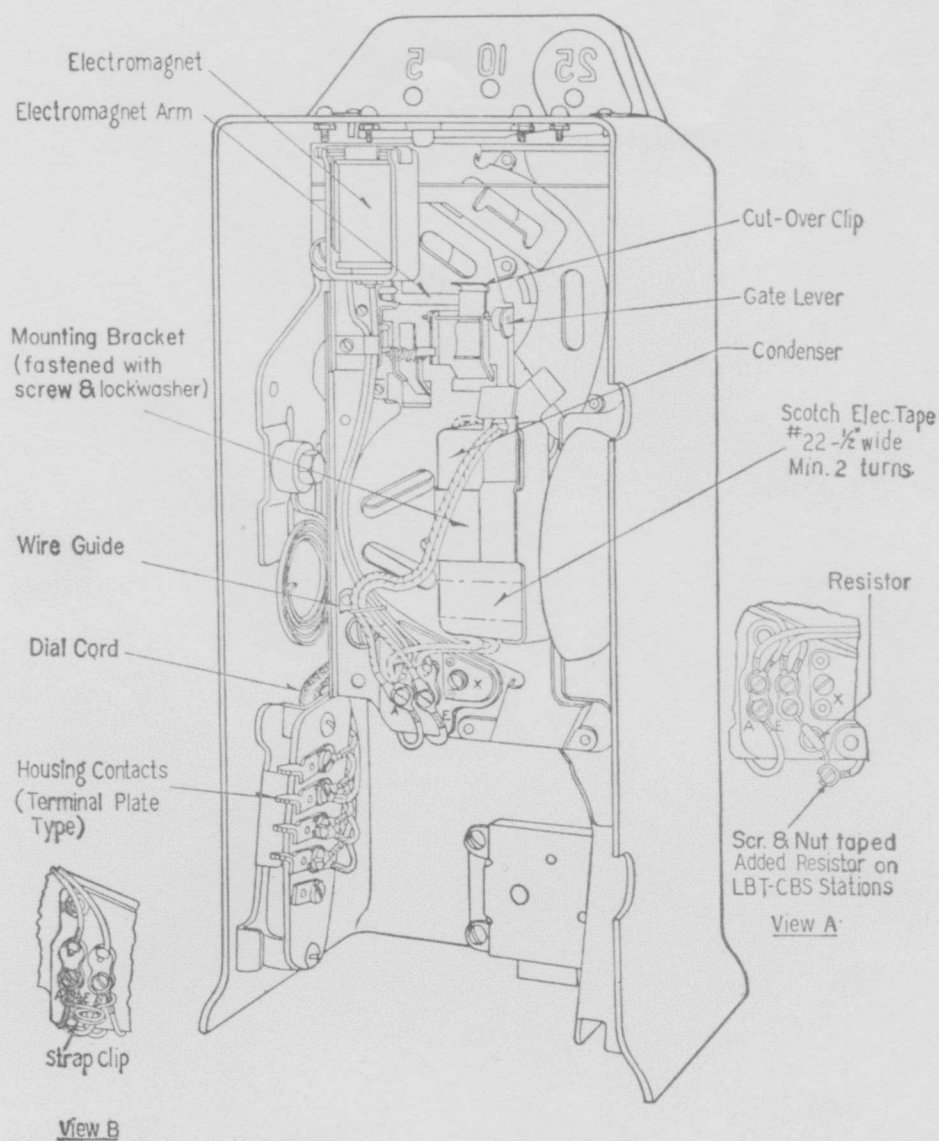 5 10 25
Electromagnet
Electromagnet Arm
Cut-Over Clip
Gate Lever
Mounting Bracket
(fastened with
screw & lockwasher)
Condenser
Scotch Elec. Tape
#22-½" wide
Min. 2 turns
Wire Guide
Resistor
Dial Cord
A E X
A E X
Housing Contacts
(Terminal Plate
Type)
Scr. & Nut taped
Added Resistor on
LBT-CBS Stations
View A
A E
Strap Clip
View B